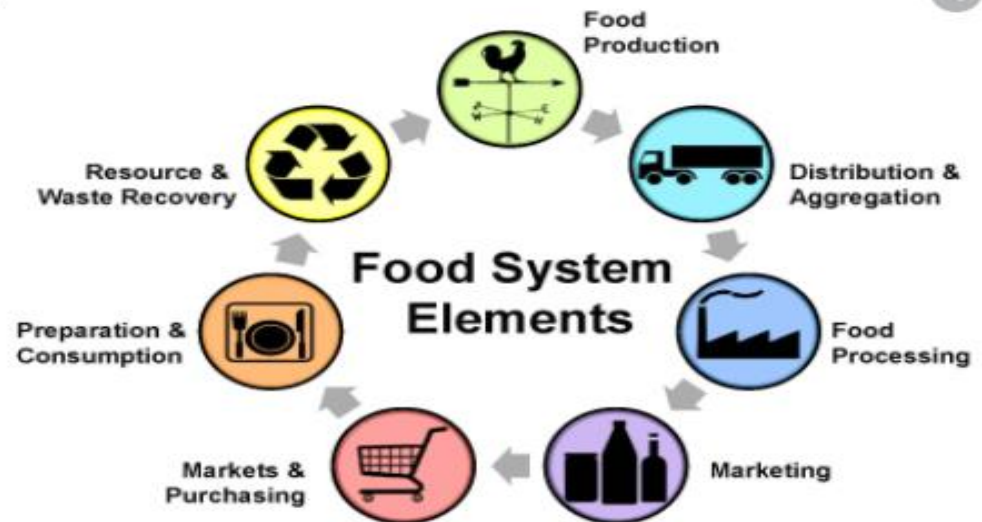 Food
Production
Distribution &
Aggregation
Food
Processing
Marketing
Markets &
Purchasing
Preparation &
Consumption
Resource &
Waste Recovery
Food System
Elements